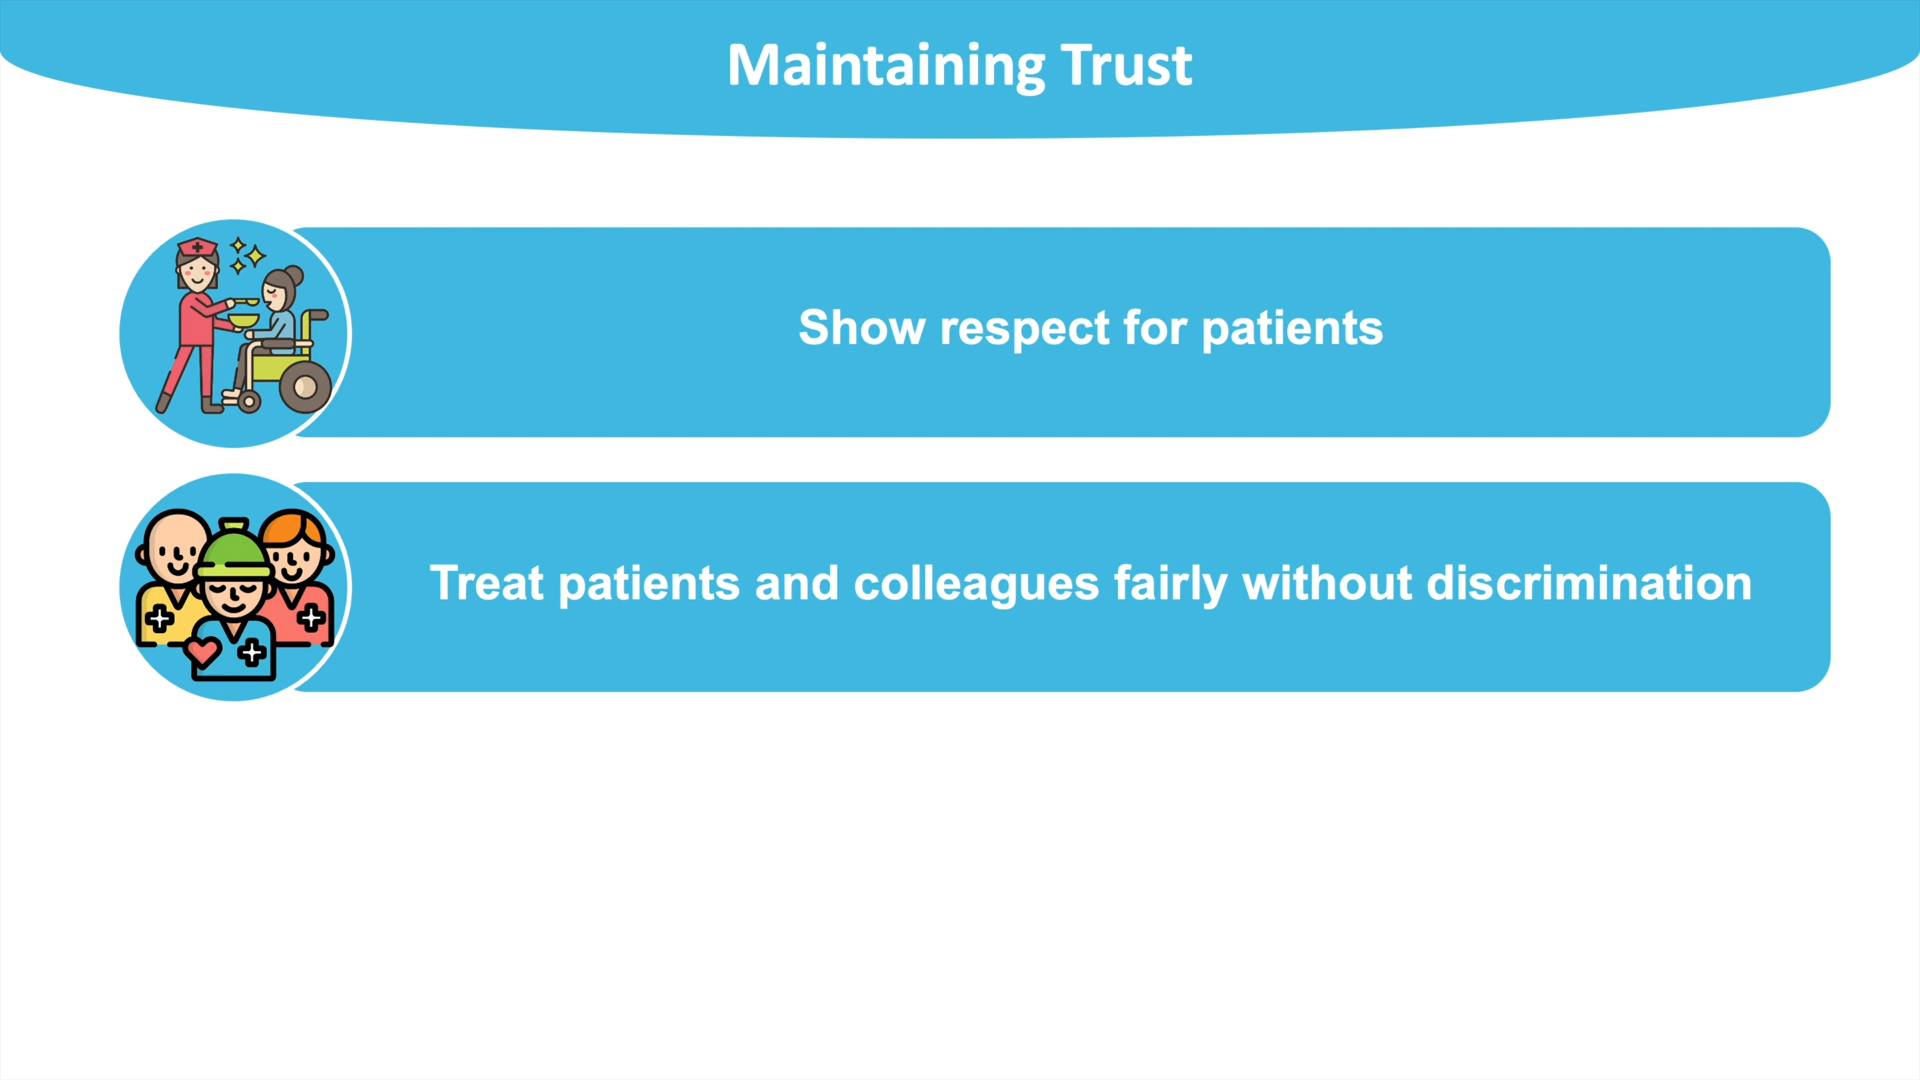 Maintaining Trust
Show respect for patients
Treat patients and colleagues fairly without discrimination